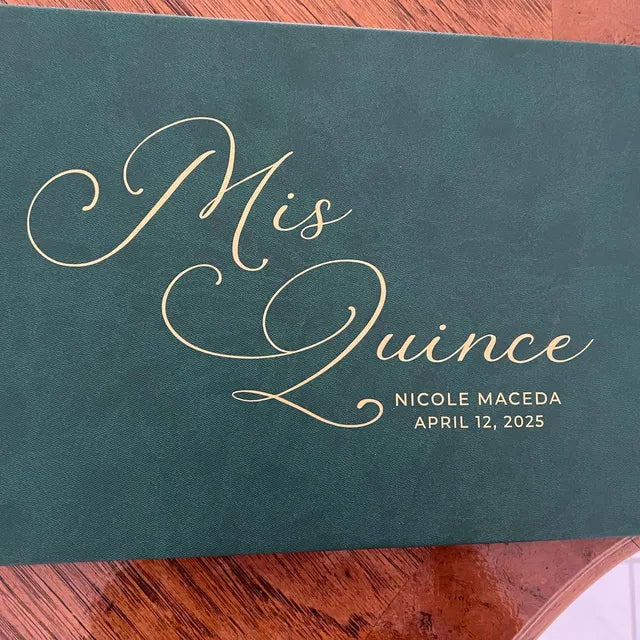 Mis
Quince
NICOLE MACEDA
APRIL 12, 2025